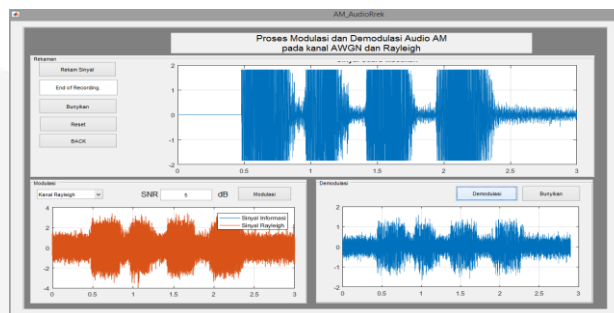 AM_AudioRrek
Proses Modulasi dan Demodulasi Audio AM
pada kanal AWGN dan Rayleigh
Rekaman
Rekam Sinyal
End of Recording
Bunyikan
Reset
BACK
2
1
0
-1
-2
0 0.5 1 1.5 2 2.5 3
Modulasi
Kanal Rayleigh
SNR 5 dB
Modulasi
4
2
0
-2
-4
Sinyal Informasi
Sinyal Rayleigh
0 0.5 1 1.5 2 2.5 3
Demodulasi
Demodulasi
Bunyikan
2
1
0
-1
-2
0 0.5 1 1.5 2 2.5 3